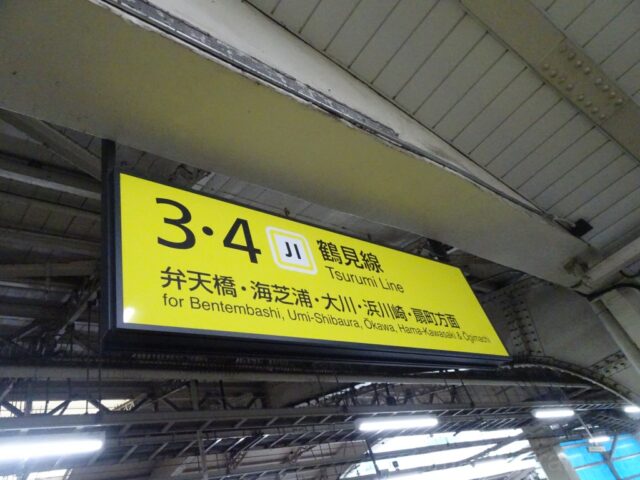 3・4 JI 鶴見線
Tsurumi Line
弁天橋・海芝浦・大川・浜川崎・扇町方面
for Bentembashi, Umi-Shibaura, Ōkawa, Hama-Kawasaki & Ogimachi